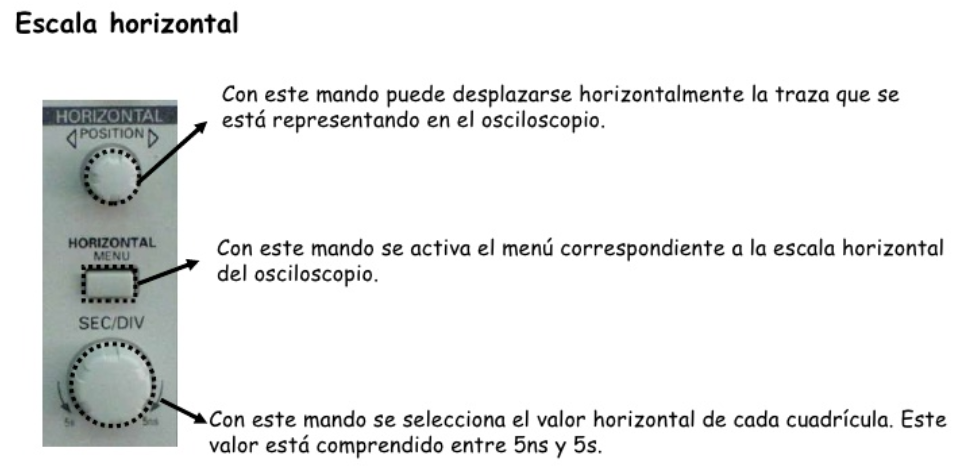 Escala horizontal
Con este mando puede desplazarse horizontalmente la traza que se
está representando en el osciloscopio.
HORIZONTAL
POSITION
Con este mando se activa el menú correspondiente a la escala horizontal
del osciloscopio.
HORIZONTAL
MENU
SEC/DIV
5s 5ns
Con este mando se selecciona el valor horizontal de cada cuadrícula. Este
valor está comprendido entre 5ns y 5s.